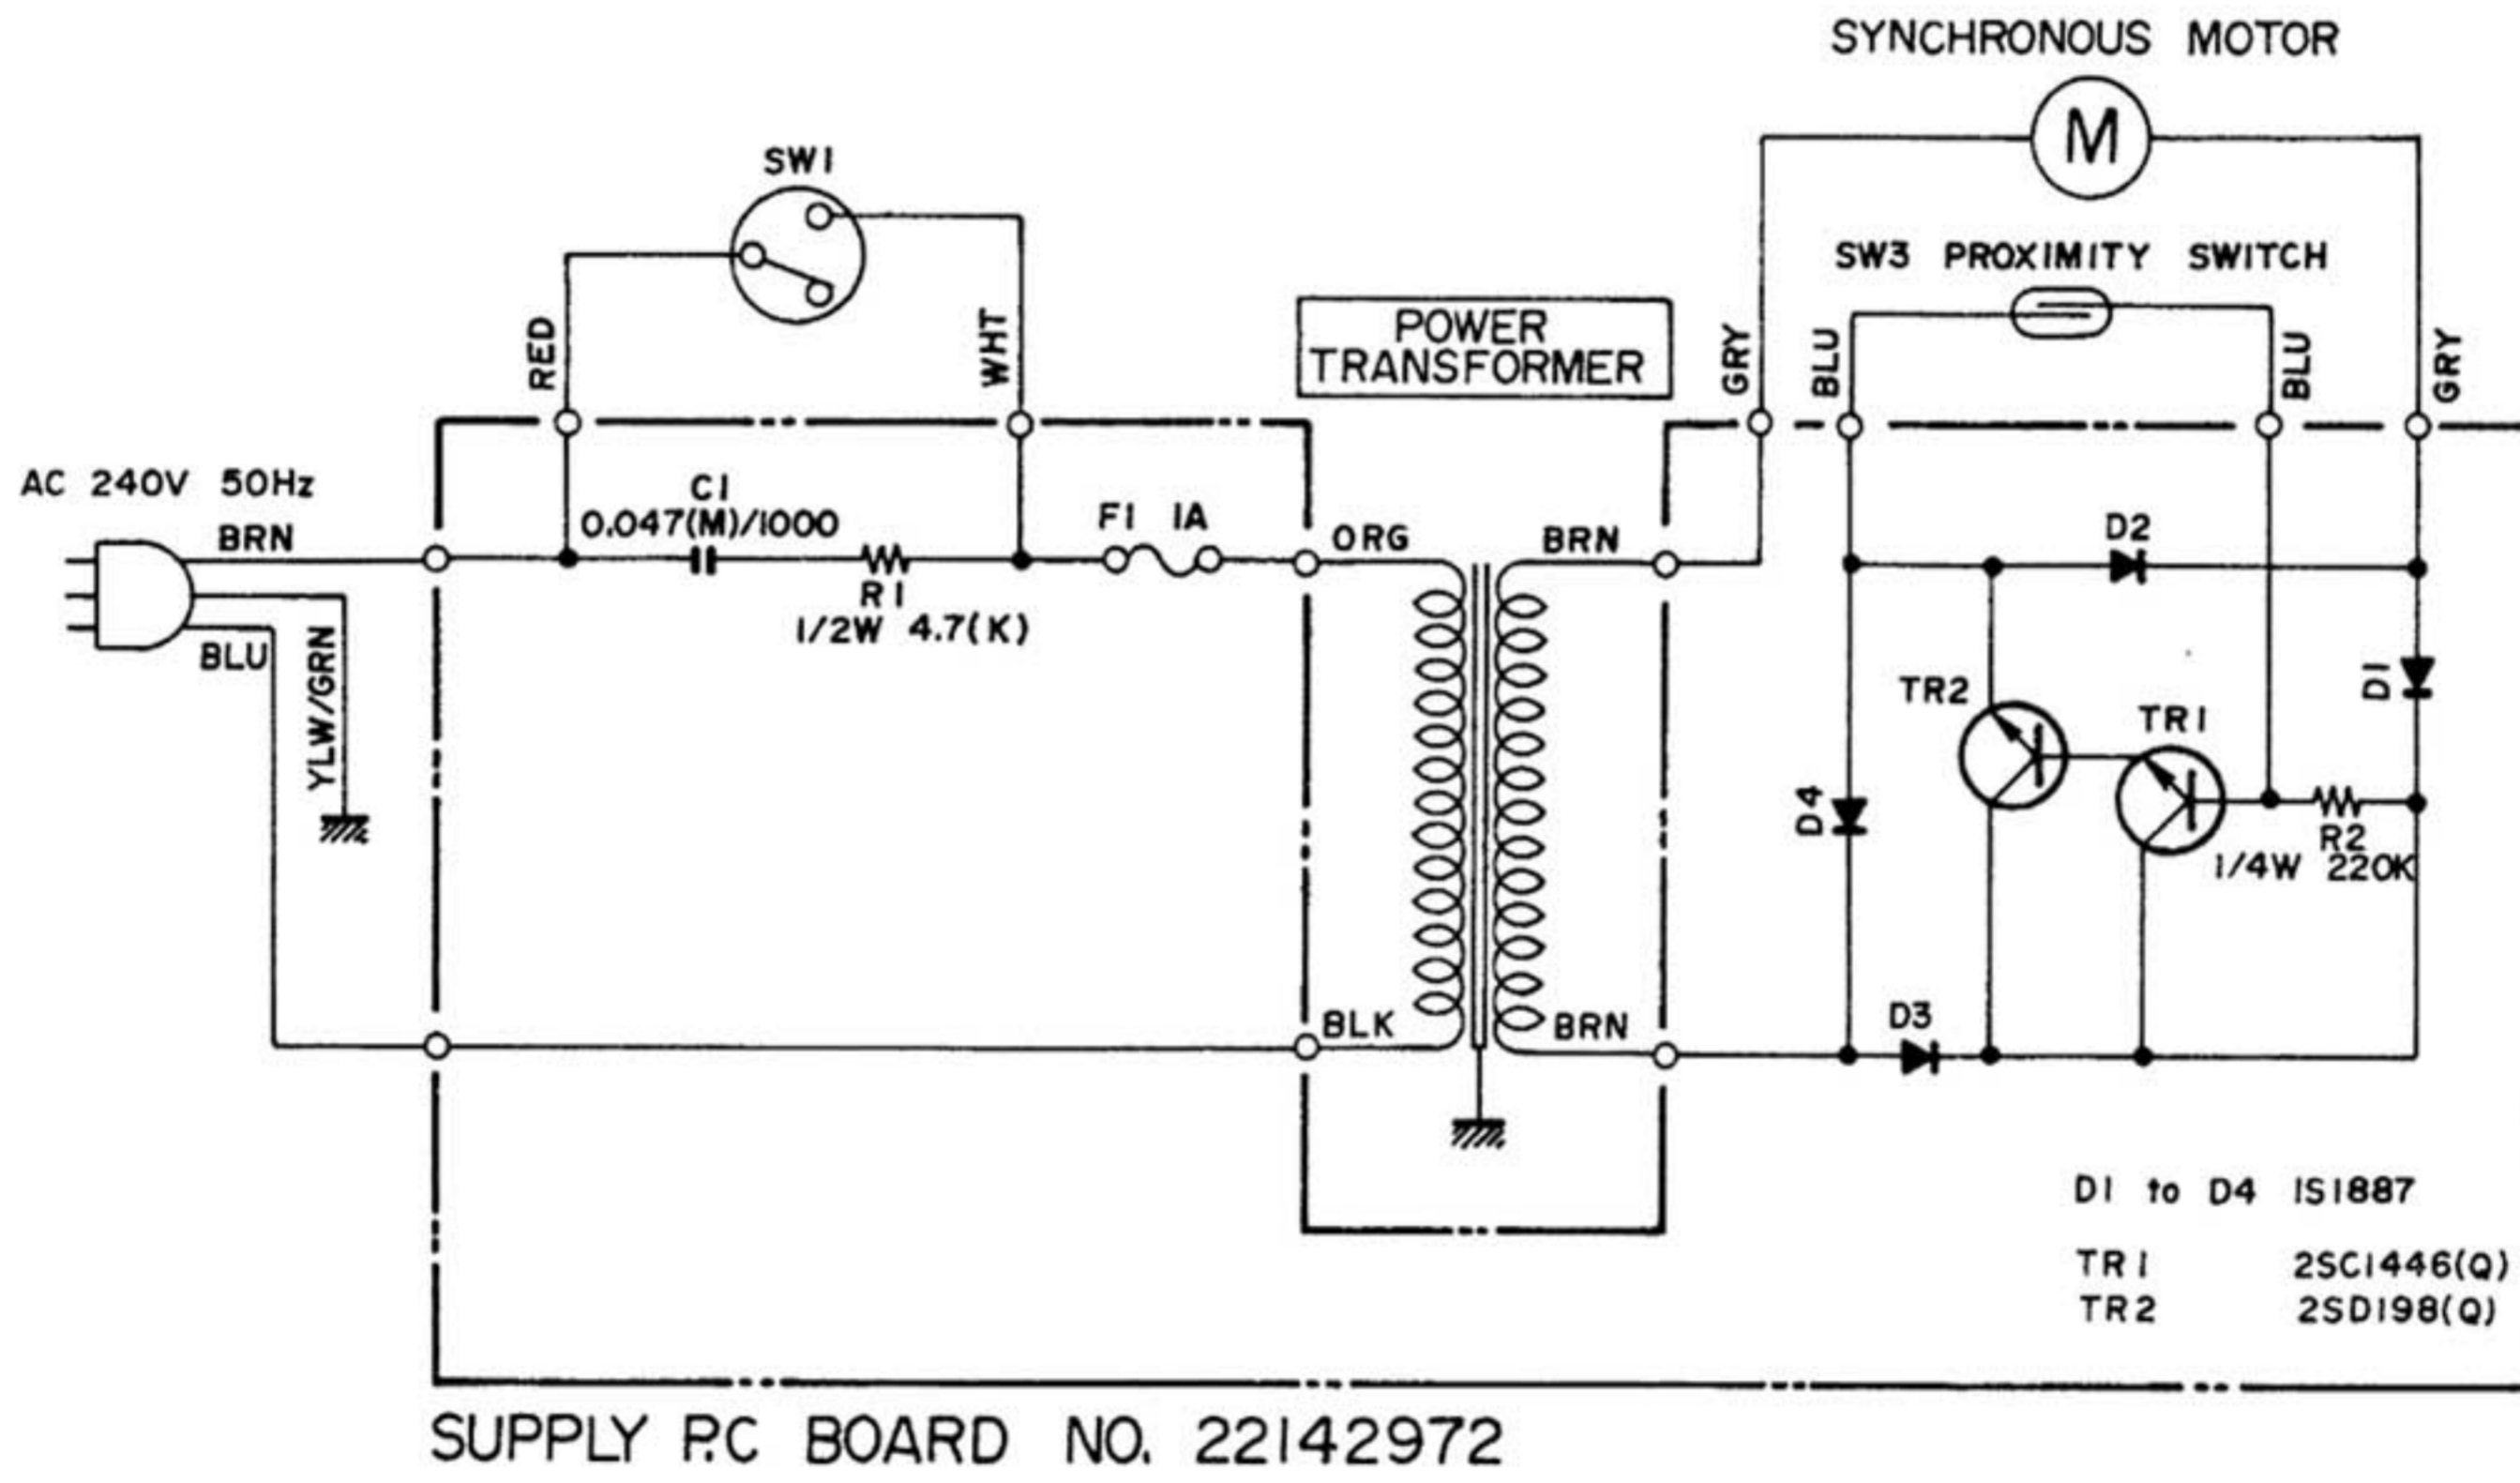 SYNCHRONOUS MOTOR
M
SW1
SW3 PROXIMITY SWITCH
POWER
TRANSFORMER
RED
WHT
GRY
BLU
BLU
GRY
AC 240V 50Hz
BRN
C1
0.047(M)/1000
F1 1A
ORG
BRN
D2
R1
1/2W 4.7(K)
BLU
YLW/GRN
TR2
TR1
D1
D4
R2
1/4W 220K
BLK
BRN
D3
D1 to D4 1S1887
TR1 2SC1446(Q)
TR2 2SD198(Q)
SUPPLY P.C BOARD NO. 22142972